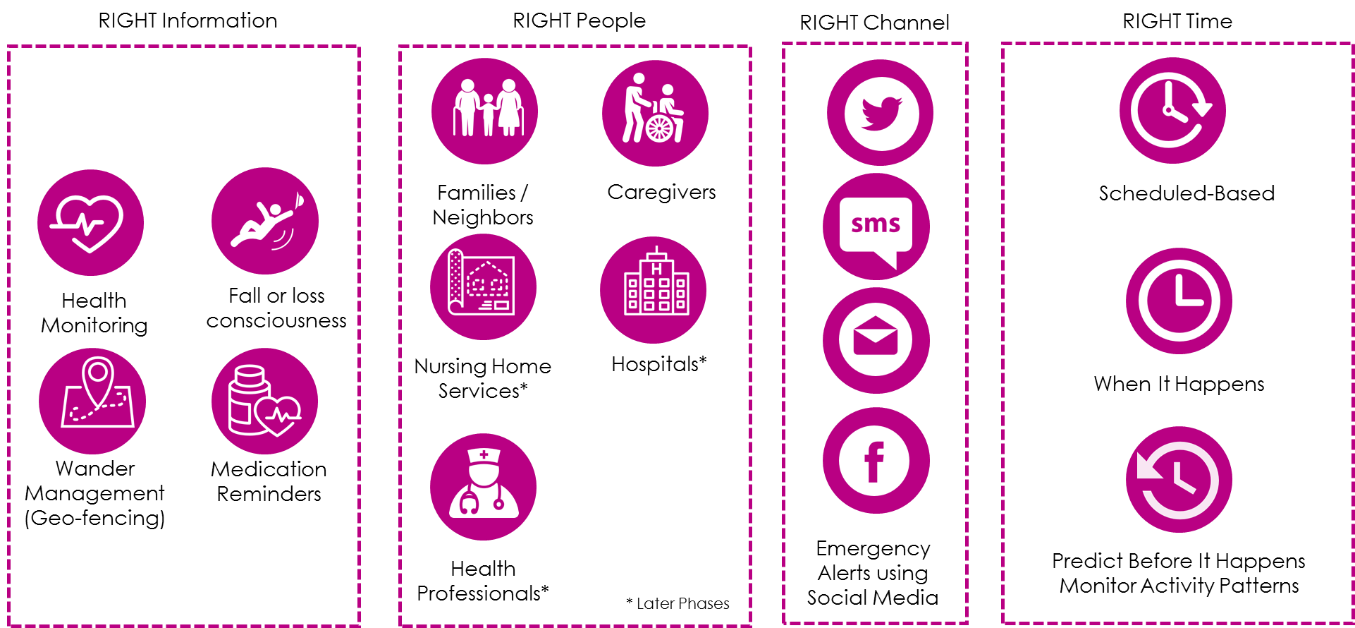 RIGHT Information
Health
Monitoring
Fall or loss
consciousness
Wander
Management
(Geo-fencing)
Medication
Reminders
RIGHT People
Families /
Neighbors
Caregivers
Nursing Home
Services*
H
Hospitals*
Health
Professionals*
* Later Phases
RIGHT Channel
sms
f
Emergency
Alerts using
Social Media
RIGHT Time
Scheduled-Based
When It Happens
Predict Before It Happens
Monitor Activity Patterns